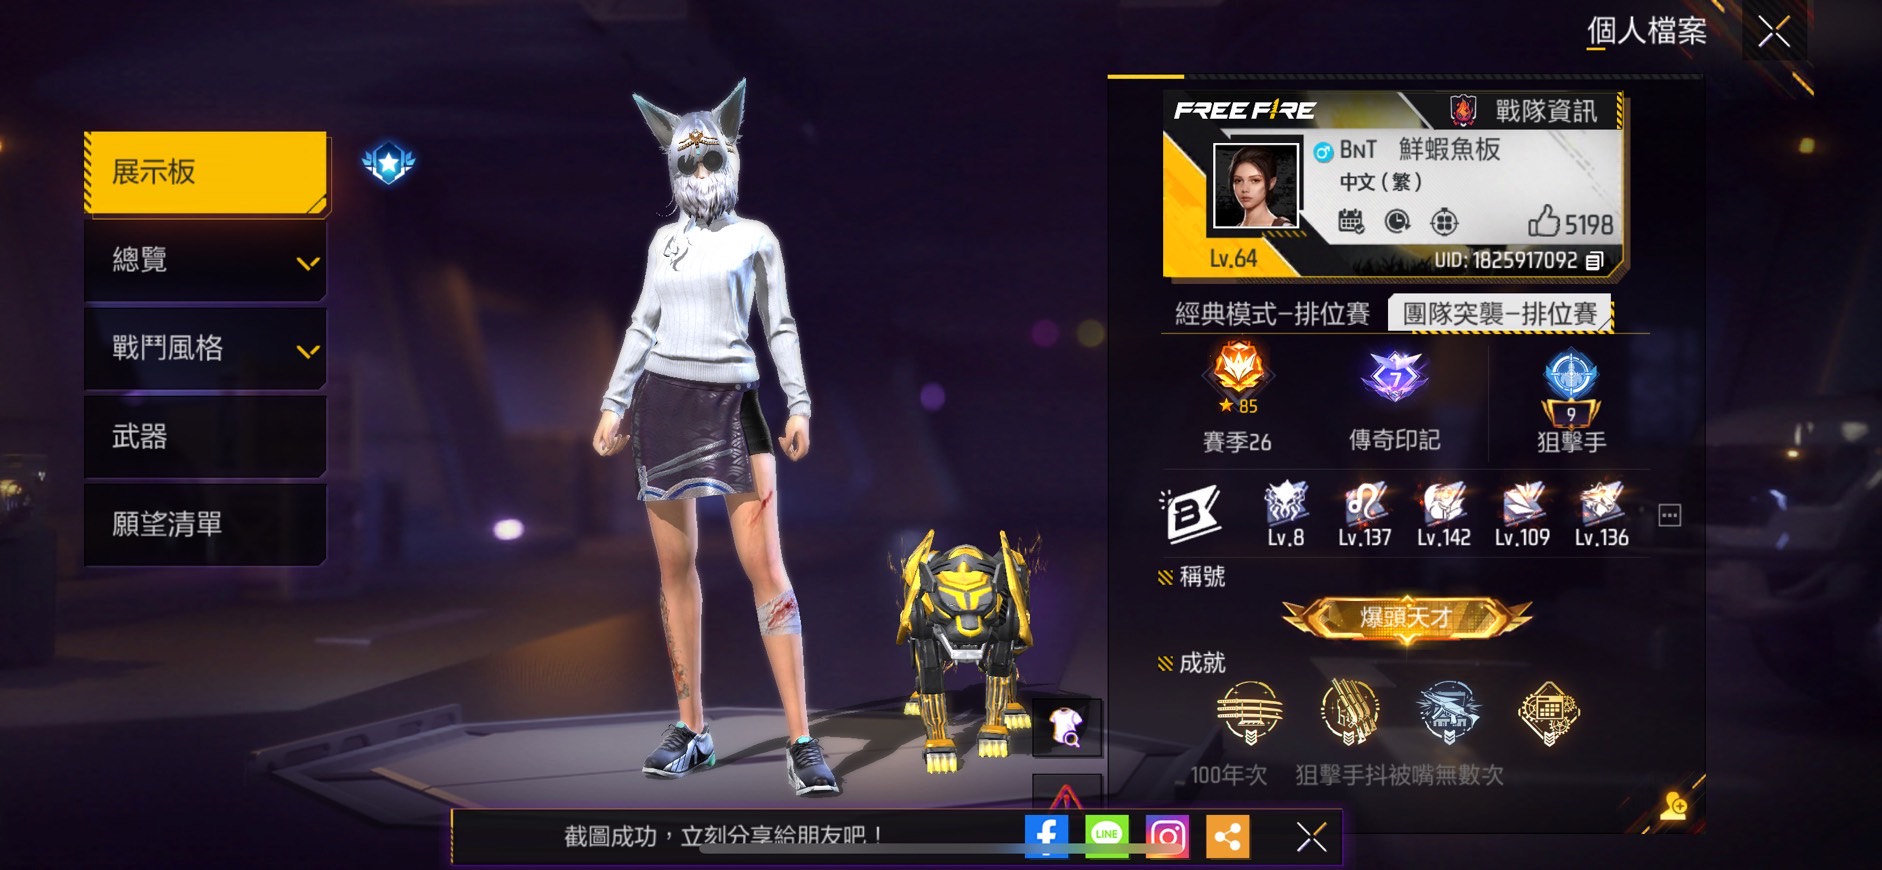 個人檔案
展示板
總覽
戰鬥風格
武器
願望清單
FREE FIRE
戰隊資訊
BNT 鮮蝦魚板
中文(繁)
5198
Lv.64
UID: 1825917092
經典模式-排位賽
團隊突襲-排位賽
85
7
9
賽季26
傳奇印記
狙擊手
B
Lv.8
Lv.137
Lv.142
Lv.109
Lv.136
稱號
爆頭天才
成就
100年次 狙擊手抖被嘴無數次
截圖成功，立刻分享給朋友吧！
LINE